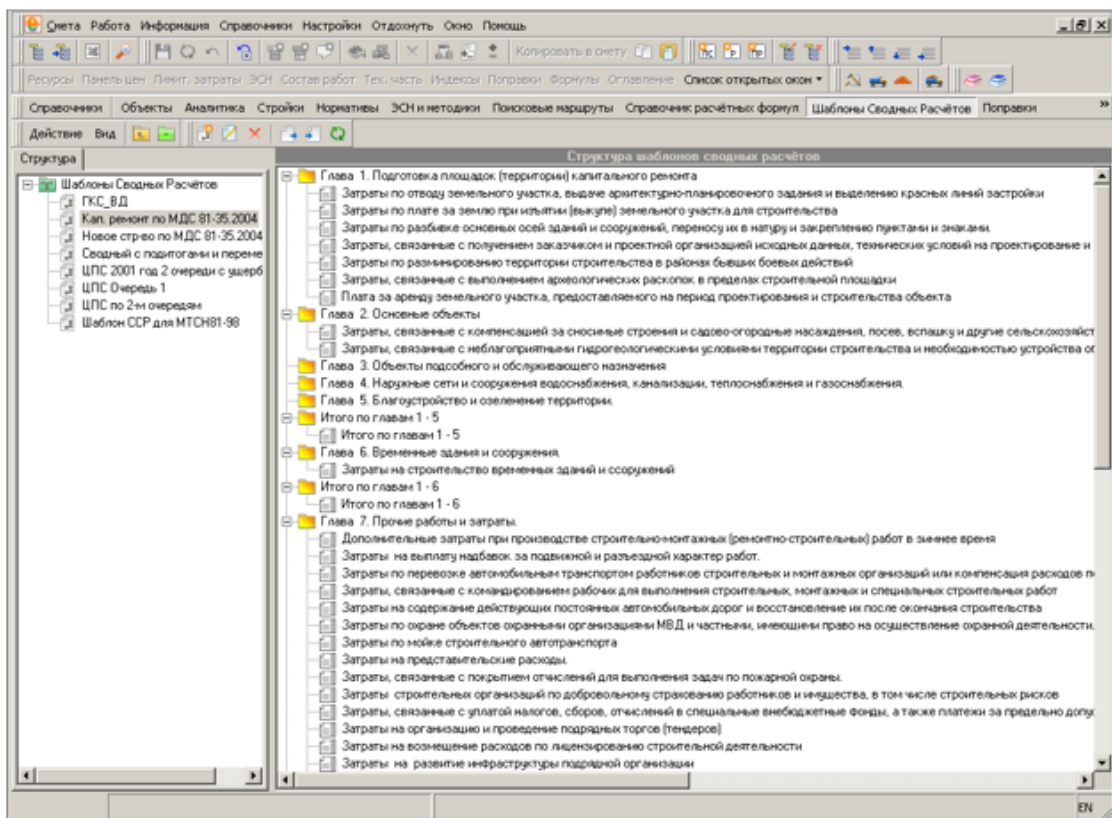 Смета Работа Информация Справочники Настройки Отдохнуть Окно Помощь
Копировать в смету
Ресурсы Панель цен Лимит. затраты ЭСН Состав работ Тех. часть Индексы Поправки Формулы Оглавление Список открытых окон
Справочники Объекты Аналитика Стройки Нормативы ЭСН и методики Поисковые маршруты Справочник расчётных формул Шаблоны Сводных Расчётов Поправки
Действие Вид
Структура
Структура шаблонов сводных расчётов
Шаблоны Сводных Расчётов
ГКС_ВД
Кап. ремонт по МДС 81-35.2004
Новое стр-во по МДС 81-35.2004
Сводный с подитогами и переме
ЦПС 2001 год 2 очереди с ущерб
ЦПС Очередь 1
ЦПС по 2-м очередям
Шаблон ССР для МТСН81-98
Глава 1. Подготовка площадок (территории) капитального ремонта
Затраты по отводу земельного участка, выдаче архитектурно-планировочного задания и выделению красных линий застройки
Затраты по плате за землю при изъятии (выкупе) земельного участка для строительства
Затраты по разбивке основных осей зданий и сооружений, переносу их в натуру и закреплению пунктами и знаками.
Затраты, связанные с получением заказчиком и проектной организацией исходных данных, технических условий на проектирование и
Затраты по разминированию территории строительства в районах бывших боевых действий
Затраты, связанные с выполнением археологических раскопок в пределах строительной площадки
Плата за аренду земельного участка, предоставляемого на период проектирования и строительства объекта
Глава 2. Основные объекты
Затраты, связанные с компенсацией за сносимые строения и садово-огородные насаждения, посев, вспашку и другие сельскохозяйст
Затраты, связанные с неблагоприятными гидрогеологическими условиями территории строительства и необходимостью устройства об
Глава 3. Объекты подсобного и обслуживающего назначения
Глава 4. Наружные сети и сооружения водоснабжения, канализации, теплоснабжения и газоснабжения.
Глава 5. Благоустройство и озеленение территории.
Итого по главам 1 - 5
Итого по главам 1 - 5
Глава 6. Временные здания и сооружения.
Затраты на строительство временных зданий и ссоружений
Итого по главам 1 - 6
Итого по главам 1 - 6
Глава 7. Прочие работы и затраты.
Дополнительные затраты при производстве строительно-монтажных (ремонтно-строительных) работ в зимнее время
Затраты на выплату надбавок за подвижной и разъездной характер работ.
Затраты по перевозке автомобильным транспортом работников строительных и монтажных организаций или компенсация расходов п
Затраты, связанные с командированием рабочих для выполнения строительных, монтажных и специальных строительных работ
Затраты на содержание действующих постоянных автомобильных дорог и восстановление их после окончания строительства
Затраты по охране объектов охранными организациями МВД и частными, имеющими право на осуществление охранной деятельности.
Затраты по мойке строительного автотранспорта
Затраты на представительские расходы.
Затраты, связанные с покрытием отчислений для выполнения задач по пожарной охраны.
Затраты строительных организаций по добровольному страхованию работников и имущества, в том числе строительных рисков
Затраты, связанные с уплатой налогов, сборов, отчислений в специальные внебюджетные фонды, а также платежи за предельно допу
Затраты на организацию и проведение подрядных торгов (тендеров)
Затраты на возмещение расходов по лицензированию строительной деятельности
Затраты на развитие инфраструктуры подрядной организации
EN